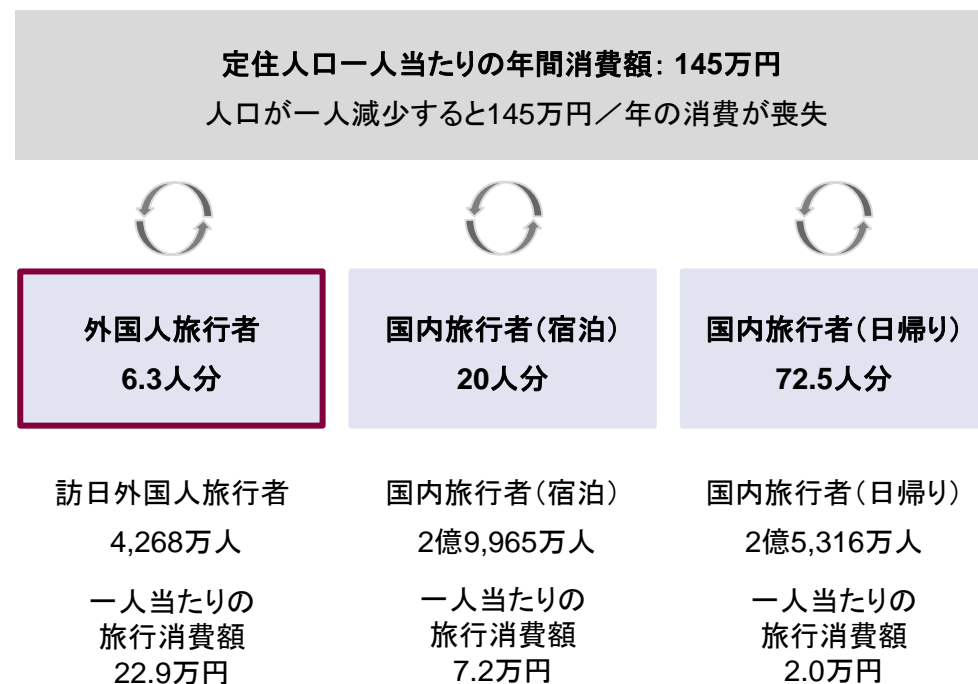 定住人口一人当たりの年間消費額：145万円
人口が一人減少すると145万円／年の消費が喪失
外国人旅行者
6.3人分
国内旅行者（宿泊）
20人分
国内旅行者（日帰り）
72.5人分
訪日外国人旅行者
4,268万人
一人当たりの
旅行消費額
22.9万円
国内旅行者（宿泊）
2億9,965万人
一人当たりの
旅行消費額
7.2万円
国内旅行者（日帰り）
2億5,316万人
一人当たりの
旅行消費額
2.0万円